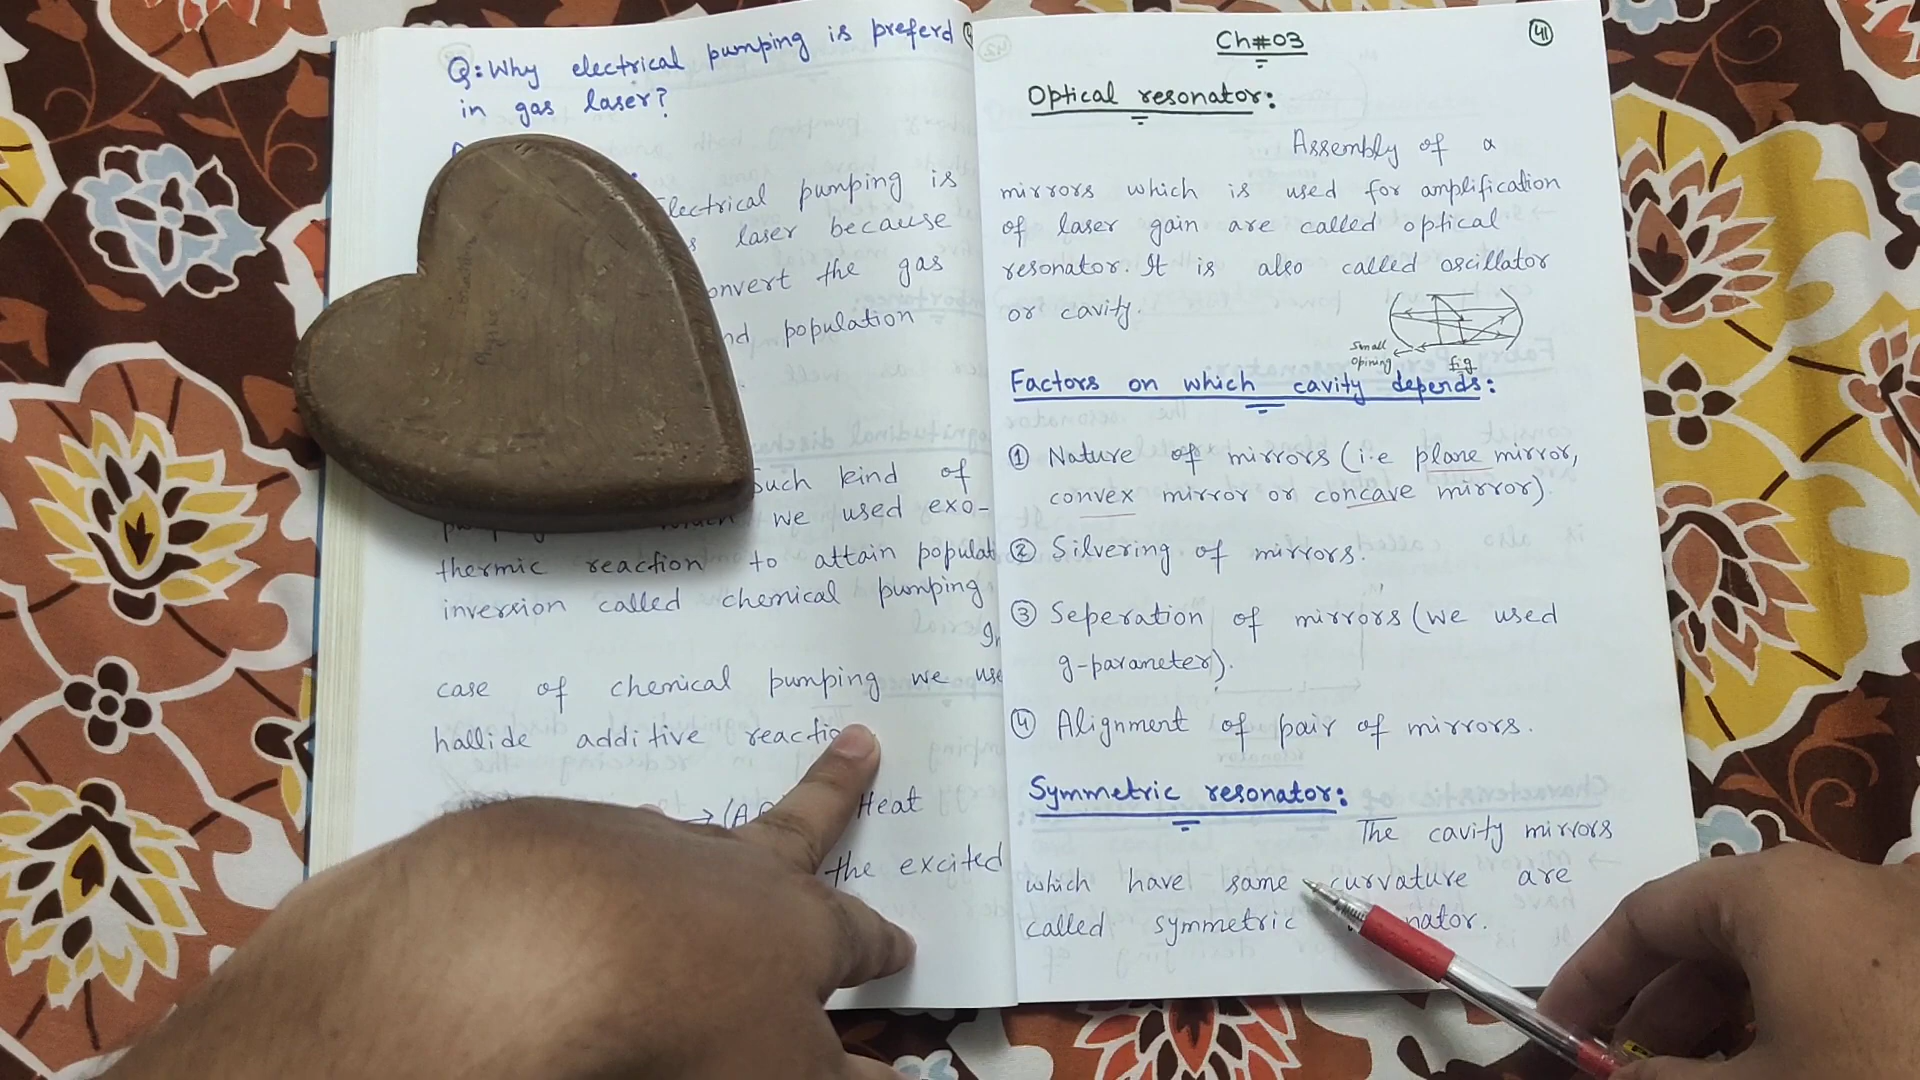 Q:Why electrical pumping is preferd
in gas laser?
Electrical pumping is
laser because
convert the gas
population
Such kind of
we used exo-
thermic reaction to attain populat
inversion called chemical pumping
In
case of chemical pumping we use
hallide additive reactio
Heat
the excited
41
Ch#03
Optical resonator:
Assembly of a
mirrors which is used for amplification
of laser gain are called optical
resonator. It is also called oscillator
or cavity.
Small
Opining
fig
Factors on which cavity depends:
① Nature of mirrors (i.e plane mirror,
convex mirror or concave mirror).
② Silvering of mirrors.
③ Seperation of mirrors (we used
g-parameter).
④ Alignment of pair of mirrors.
Symmetric resonator:
The cavity mirrors
which have same curvature are
called symmetric nator.